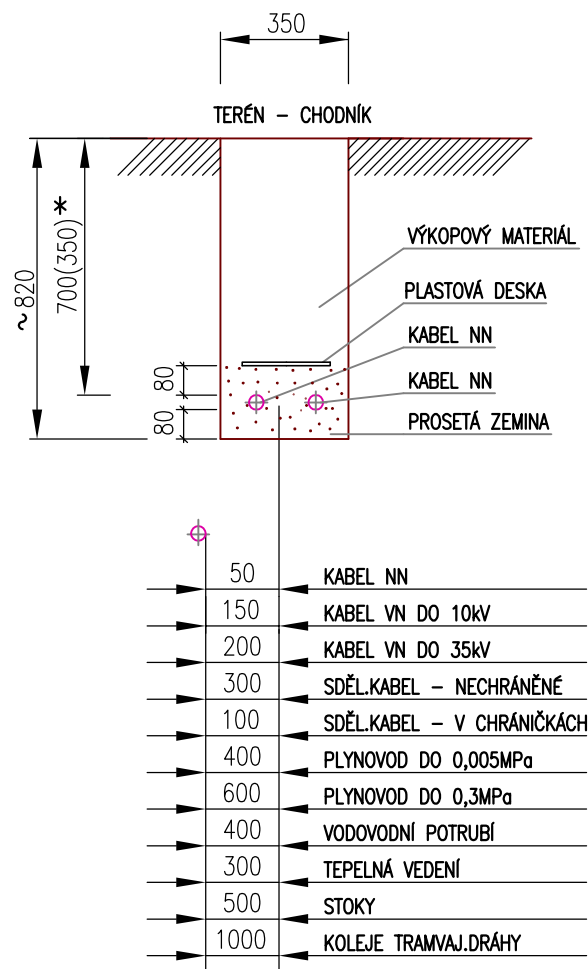 350
TERÉN - CHODNÍK
~820
700(350)*
VÝKOPOVÝ MATERIÁL
PLASTOVÁ DESKA
KABEL NN
80
KABEL NN
80
PROSETÁ ZEMINA
50 KABEL NN
150 KABEL VN DO 10kV
200 KABEL VN DO 35kV
300 SDĚL.KABEL - NECHRÁNĚNÉ
100 SDĚL.KABEL - V CHRÁNIČKÁCH
400 PLYNOVOD DO 0,005MPa
600 PLYNOVOD DO 0,3MPa
400 VODOVODNÍ POTRUBÍ
300 TEPELNÁ VEDENÍ
500 STOKY
1000 KOLEJE TRAMVAJ.DRÁHY